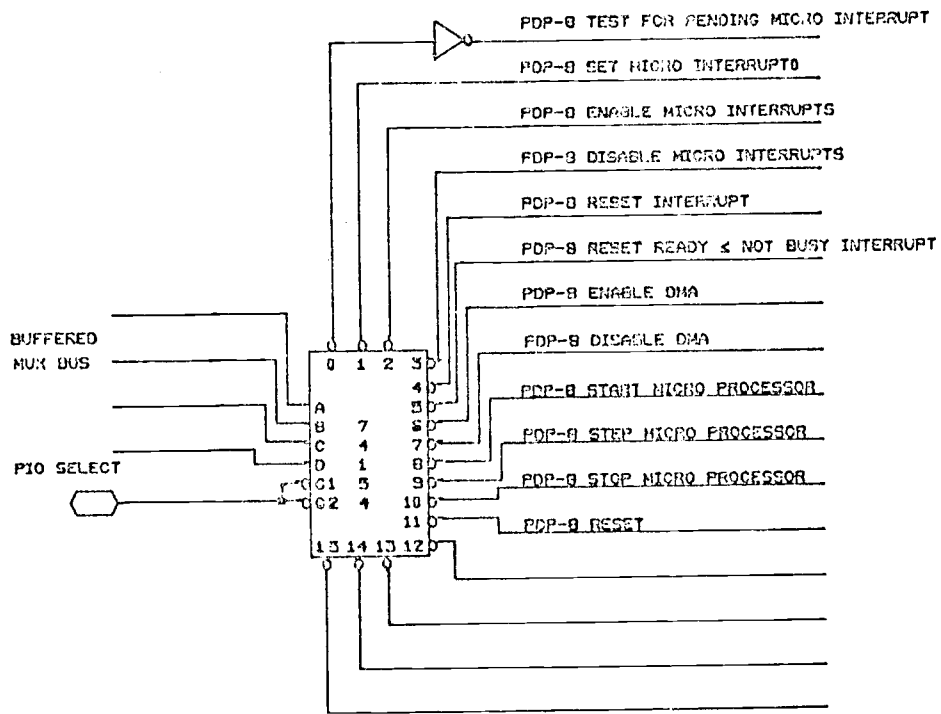 PDP-8 TEST FOR PENDING MICRO INTERRUPT
PDP-8 SET MICRO INTERRUPT0
PDP-8 ENABLE MICRO INTERRUPTS
PDP-8 DISABLE MICRO INTERRUPTS
PDP-8 RESET INTERRUPT
PDP-8 RESET READY & NOT BUSY INTERRUPT
PDP-8 ENABLE DMA
PDP-8 DISABLE DMA
PDP-8 START MICRO PROCESSOR
PDP-8 STEP MICRO PROCESSOR
PDP-8 STOP MICRO PROCESSOR
PDP-8 RESET
BUFFERED
MUX BUS
PIO SELECT
0 1 2 3
4
A 5
B 7 6
C 4 7
D 1 8
G1 5 9
G2 4 10
11
15 14 13 12